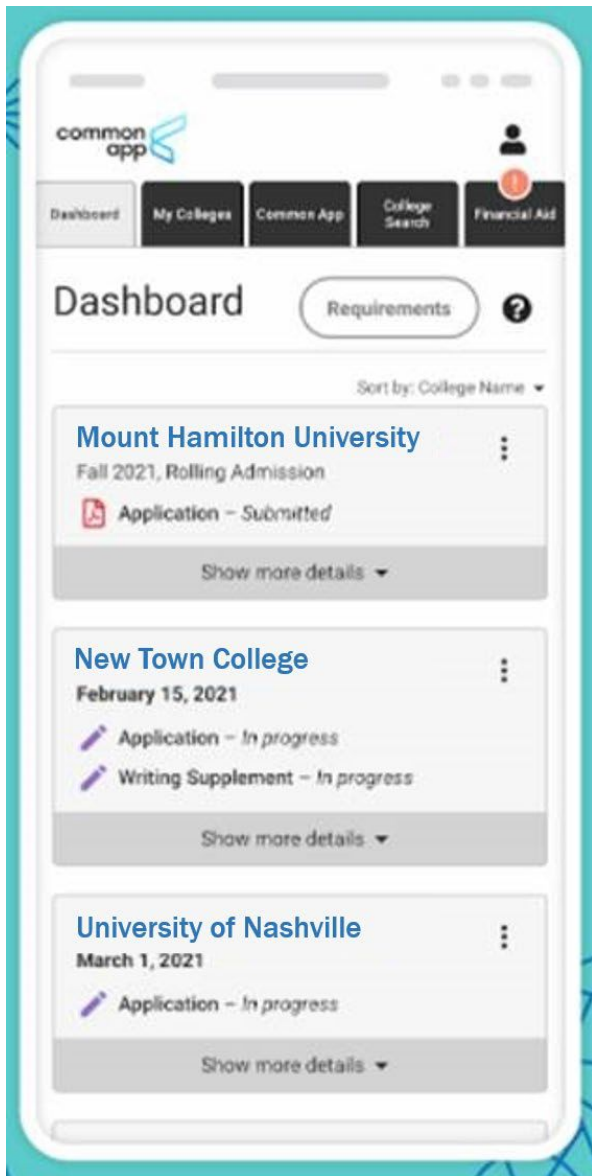 common
app
Dashboard
My Colleges
Common App
College
Search
Financial Aid
!
Dashboard
Requirements
?
Sort by: College Name
Mount Hamilton University
Fall 2021, Rolling Admission
Application – Submitted
Show more details
New Town College
February 15, 2021
Application – In progress
Writing Supplement – In progress
Show more details
University of Nashville
March 1, 2021
Application – In progress
Show more details